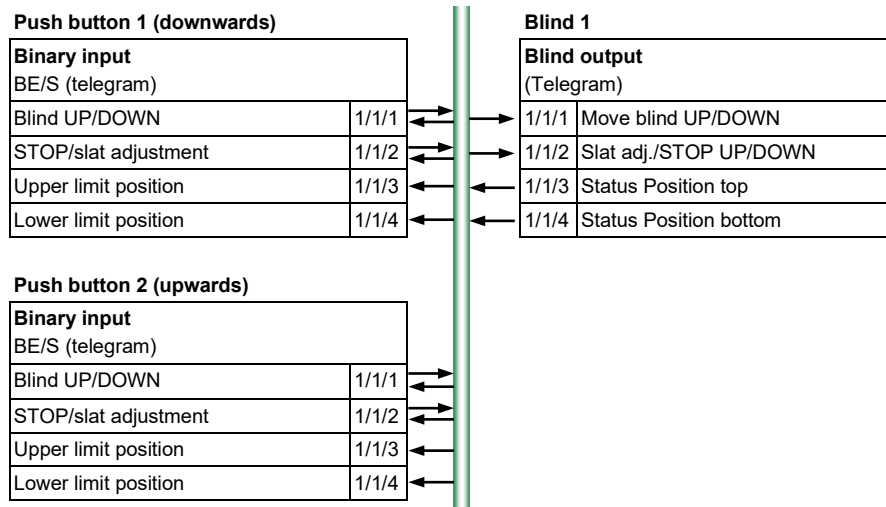 Push button 1 (downwards)
Binary input
BE/S (telegram)
Blind UP/DOWN 1/1/1
STOP/slat adjustment 1/1/2
Upper limit position 1/1/3
Lower limit position 1/1/4
Blind 1
Blind output
(Telegram)
1/1/1 Move blind UP/DOWN
1/1/2 Slat adj./STOP UP/DOWN
1/1/3 Status Position top
1/1/4 Status Position bottom
Push button 2 (upwards)
Binary input
BE/S (telegram)
Blind UP/DOWN 1/1/1
STOP/slat adjustment 1/1/2
Upper limit position 1/1/3
Lower limit position 1/1/4